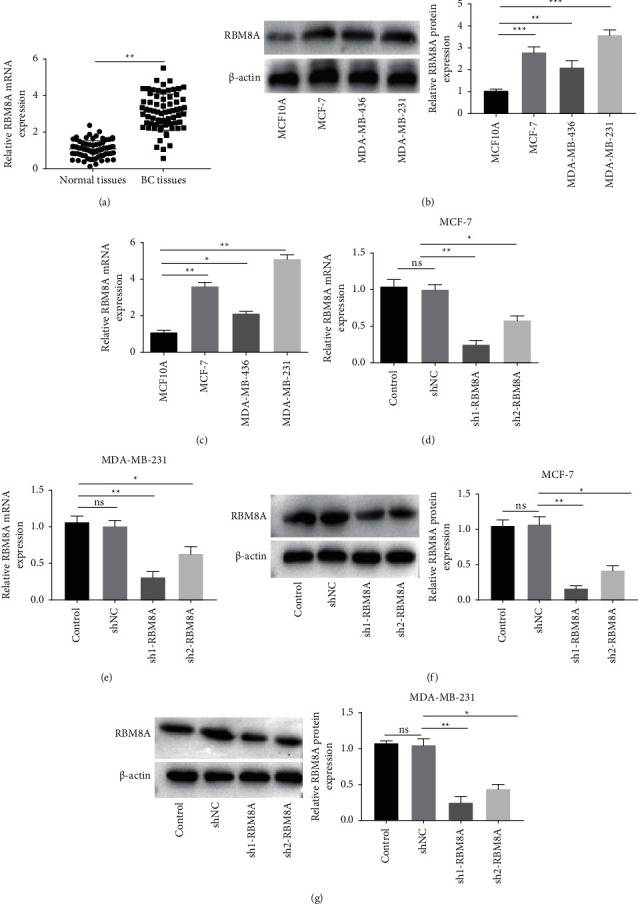 Relative RBM8A mRNA
expression
6
4
2
0
**
Normal tissues
BC tissues
(a)
RBM8A
β-actin
MCF10A
MCF-7
MDA-MB-436
MDA-MB-231
Relative RBM8A protein
expression
5
4
3
2
1
0
***
**
***
MCF10A
MCF-7
MDA-MB-436
MDA-MB-231
(b)
Relative RBM8A mRNA
expression
6
4
2
0
**
*
**
MCF10A
MCF-7
MDA-MB-436
MDA-MB-231
(c)
MCF-7
Relative RBM8A mRNA
expression
1.5
1.0
0.5
0.0
*
**
ns
Control
shNC
sh1-RBM8A
sh2-RBM8A
(d)
MDA-MB-231
Relative RBM8A mRNA
expression
1.5
1.0
0.5
0.0
*
**
ns
Control
shNC
sh1-RBM8A
sh2-RBM8A
(e)
RBM8A
β-actin
Control
shNC
sh1-RBM8A
sh2-RBM8A
MCF-7
Relative RBM8A protein
expression
1.5
1.0
0.5
0.0
*
**
ns
Control
shNC
sh1-RBM8A
sh2-RBM8A
(f)
RBM8A
β-actin
Control
shNC
sh1-RBM8A
sh2-RBM8A
MDA-MB-231
Relative RBM8A protein
expression
1.5
1.0
0.5
0.0
*
**
ns
Control
shNC
sh1-RBM8A
sh2-RBM8A
(g)